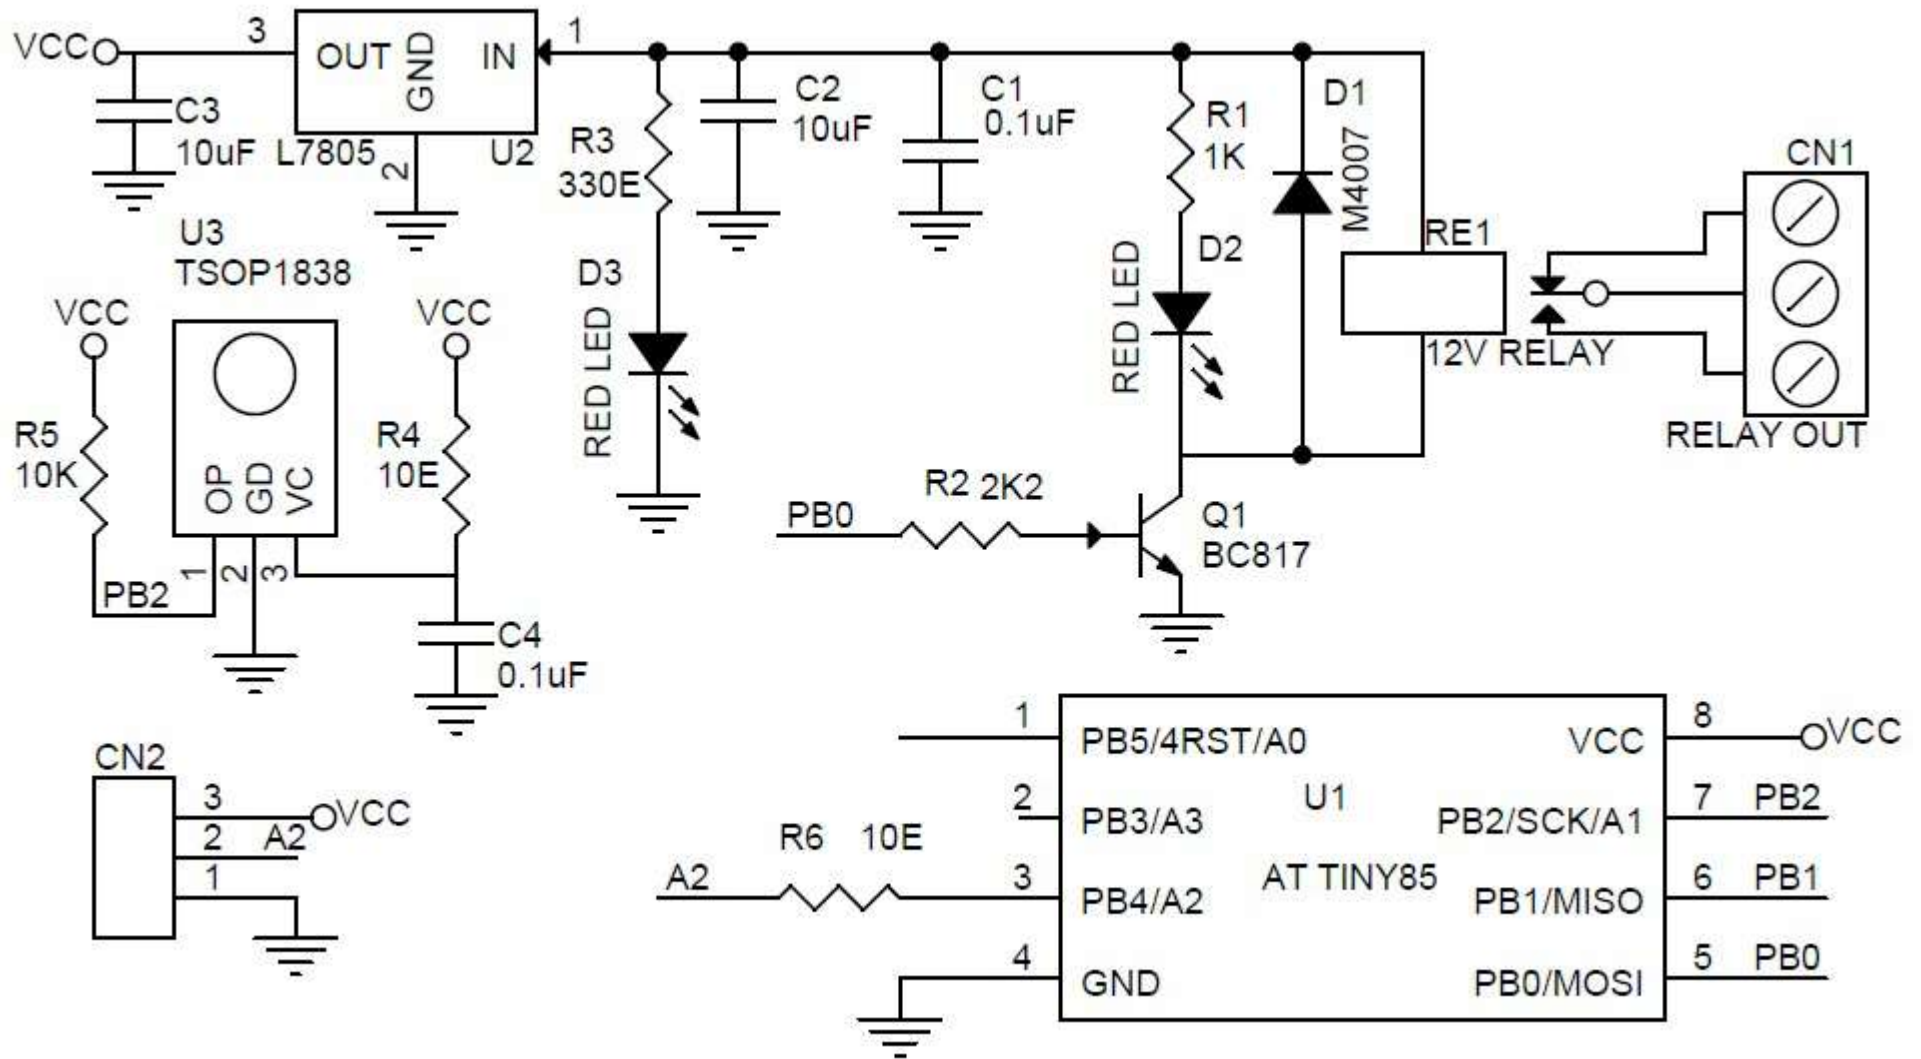 VCC
3
OUT
GND
IN
1
C3
10uF
L7805
2
U2
R3
330E
C2
10uF
C1
0.1uF
R1
1K
D1
M4007
CN1
RE1
12V RELAY
RELAY OUT
U3
TSOP1838
VCC
VCC
R5
10K
R4
10E
OP
GD
VC
1
2
3
PB2
C4
0.1uF
D3
RED LED
D2
RED LED
PB0
R2 2K2
Q1
BC817
CN2
3
VCC
2
A2
1
1
PB5/4RST/A0
VCC
8
VCC
2
PB3/A3
U1
PB2/SCK/A1
7
PB2
R6 10E
A2
3
PB4/A2
AT TINY85
PB1/MISO
6
PB1
4
GND
PB0/MOSI
5
PB0